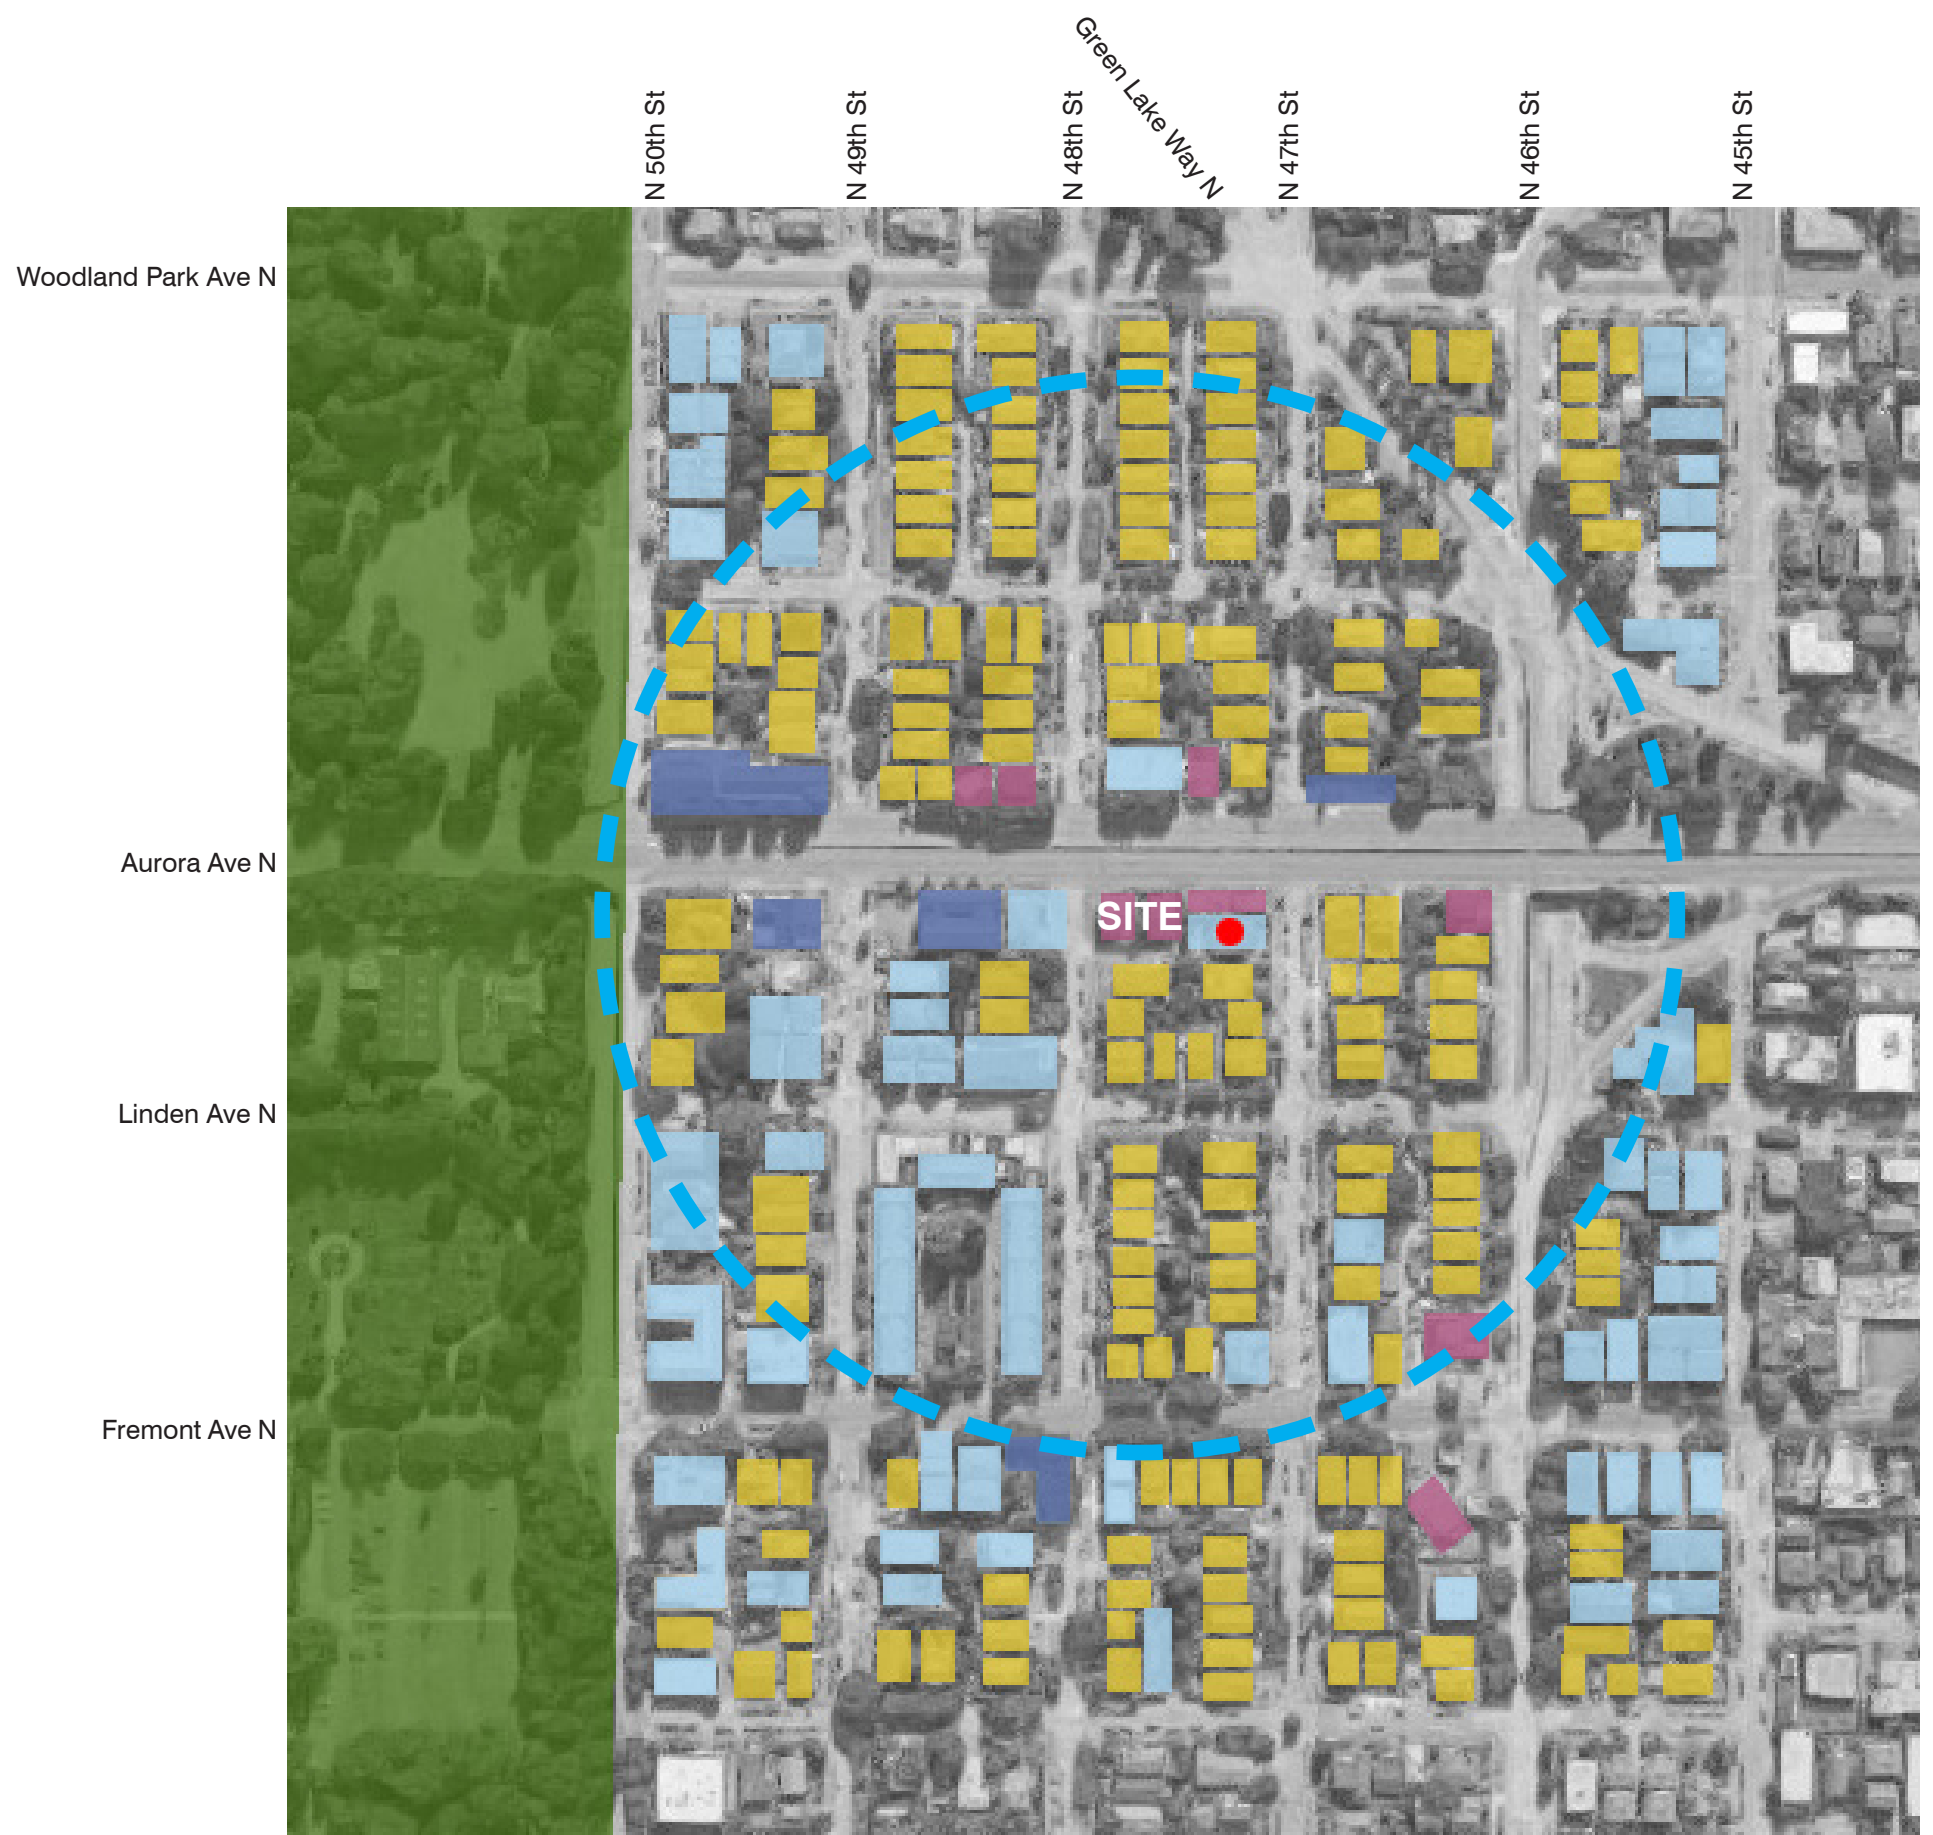 Green Lake Way N
N 50th St
N 49th St
N 48th St
N 47th St
N 46th St
N 45th St
Woodland Park Ave N
Aurora Ave N
SITE
Linden Ave N
Fremont Ave N